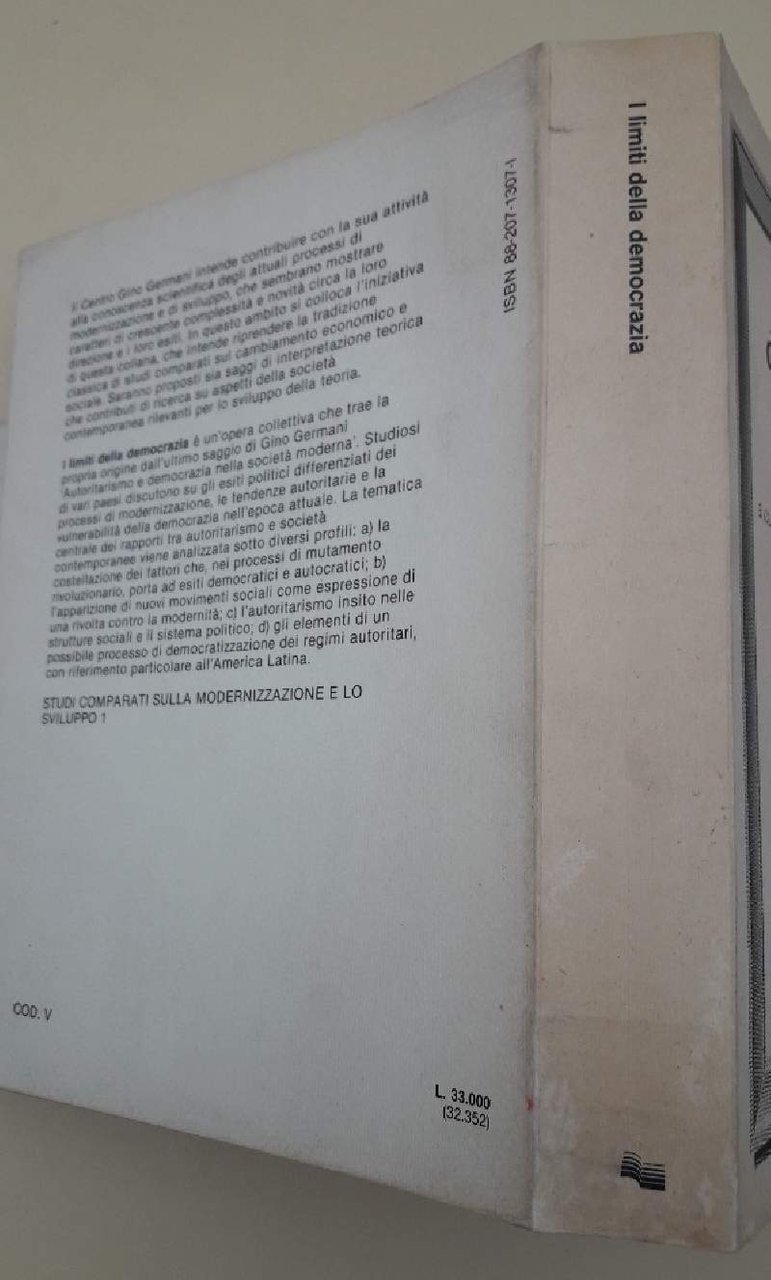 Il Centro Gino Germani intende contribuire con la sua attività
alla conoscenza scientifica degli attuali processi di
modernizzazione e di sviluppo, che sembrano mostrare
caratteri di crescente complessità e novità circa la loro
direzione e i loro esiti. In questo ambito si colloca l'iniziativa
di questa collana, che intende riprendere la tradizione
classica di studi comparati sul cambiamento economico e
sociale. Saranno proposti sia saggi di interpretazione teorica
che contributi di ricerca su aspetti della società
contemporanea rilevanti per lo sviluppo della teoria.
I limiti della democrazia è un'opera collettiva che trae la
propria origine dall'ultimo saggio di Gino Germani
'Autoritarismo e democrazia nella società moderna'. Studiosi
di vari paesi discutono su gli esiti politici differenziati dei
processi di modernizzazione, le tendenze autoritarie e la
vulnerabilità della democrazia nell'epoca attuale. La tematica
centrale dei rapporti tra autoritarismo e società
contemporanee viene analizzata sotto diversi profili: a) la
costellazione dei fattori che, nei processi di mutamento
rivoluzionario, porta ad esiti democratici e autocratici; b)
l'apparizione di nuovi movimenti sociali come espressione di
una rivolta contro la modernità; c) l'autoritarismo insito nelle
strutture sociali e il sistema politico; d) gli elementi di un
possibile processo di democratizzazione dei regimi autoritari,
con riferimento particolare all'America Latina.
STUDI COMPARATI SULLA MODERNIZZAZIONE E LO
SVILUPPO 1
COD. V
L. 33.000
(32.352)
ISBN 88-207-1307-1
I limiti della democrazia